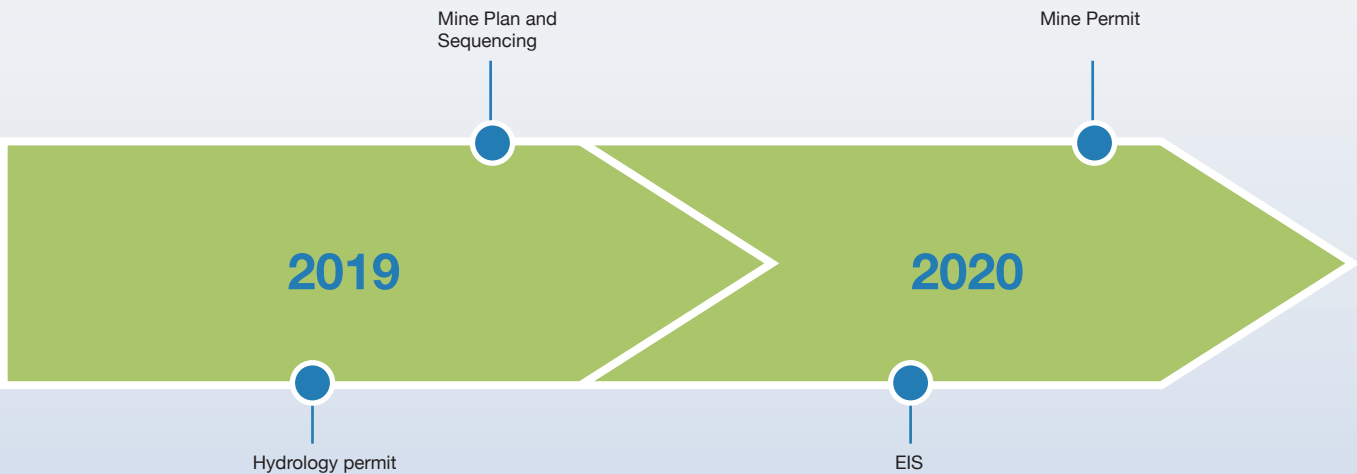 Mine Plan and
Sequencing
Mine Permit
2019
2020
Hydrology permit
EIS